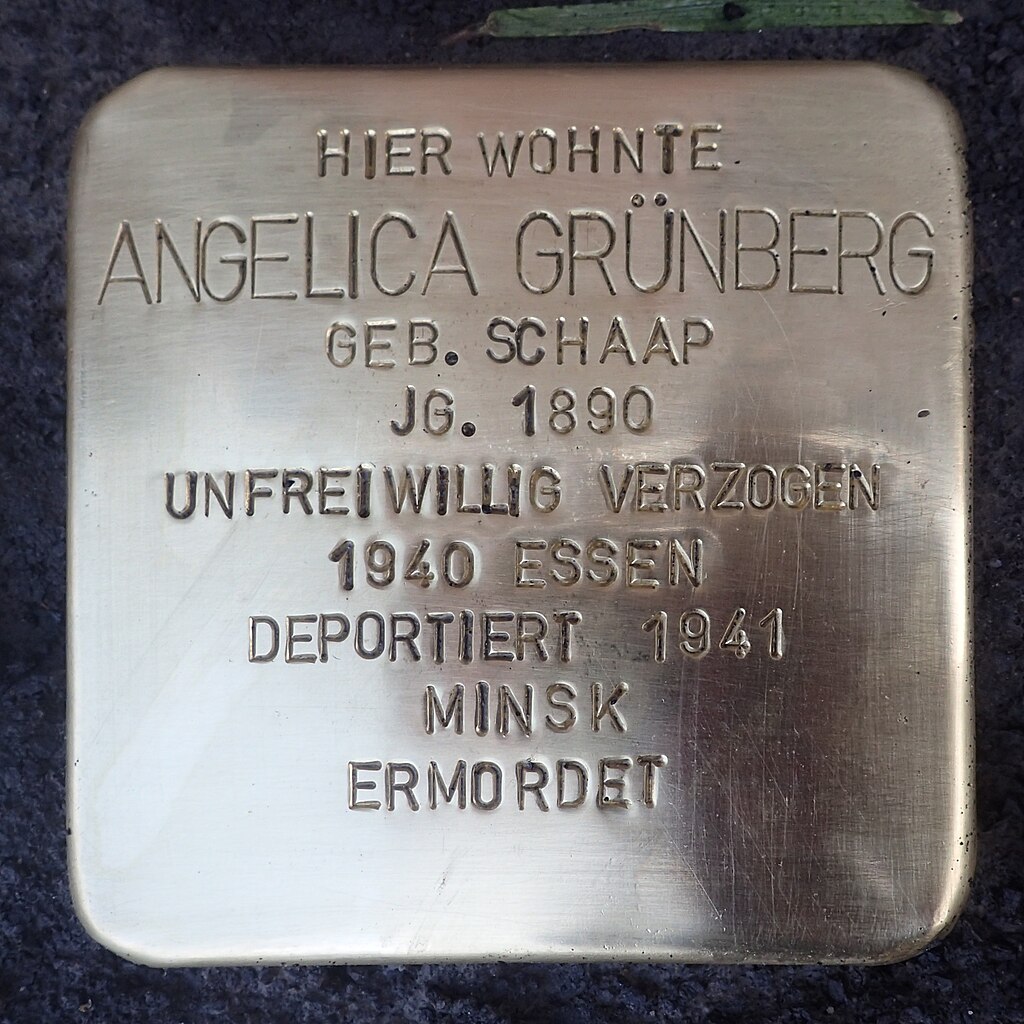 HIER WOHNTE
ANGELICA GRÜNBERG
GEB. SCHAAP
JG. 1890
UNFREIWILLIG VERZOGEN
1940 ESSEN
DEPORTIERT 1941
MINSK
ERMORDET